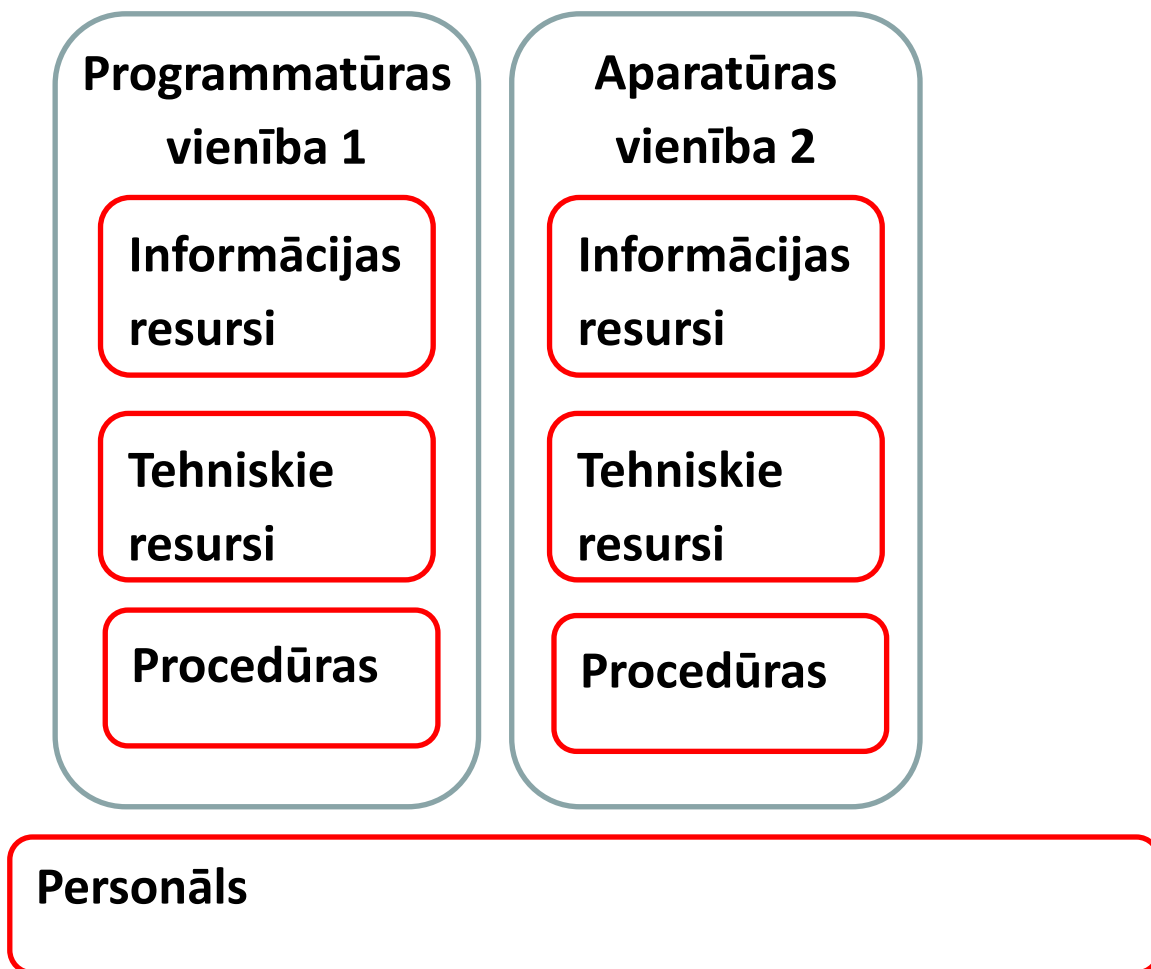 Programmatūras
vienība 1
Informācijas
resursi
Tehniskie
resursi
Procedūras
Aparatūras
vienība 2
Informācijas
resursi
Tehniskie
resursi
Procedūras
Personāls